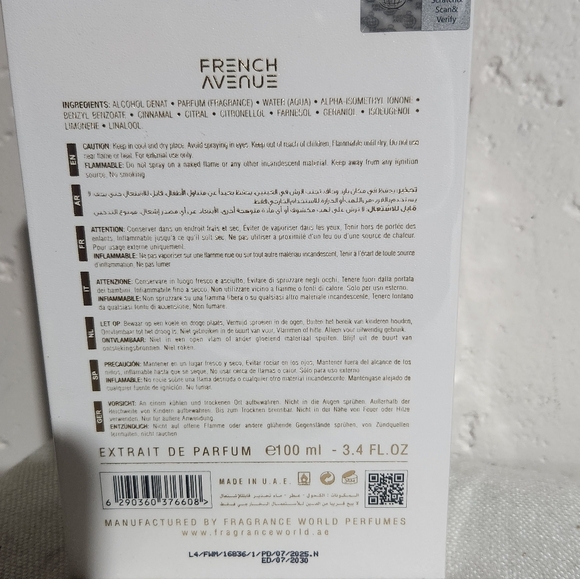 Scan&
Verify
FRENCH
AVENUE
INGREDIENTS: ALCOHOL DENAT • PARFUM (FRAGRANCE) • WATER (AQUA) • ALPHA-ISOMETHYL IONONE •
BENZYL BENZOATE • CINNAMAL • CITRAL • CITRONELLOL • FARNESOL • GERANIOL • ISOEUGENOL •
LIMONENE • LINALOOL.
EN
CAUTION: Keep in cool and dry place. Avoid spraying in eyes. Keep out of reach of children. Flammable until dry. Do not use
near flame or heat. For external use only.
FLAMMABLE: Do not spray on a naked flame or any other incandescent material. Keep away from any ignition
source. No smoking.
AR
FR
ATTENTION: Conserver dans un endroit frais et sec. Eviter de vaporiser dans les yeux. Tenir hors de portée des
enfants. Inflammable jusqu'à ce qu'il soit sec. Ne pas utiliser à proximité d'un feu ou d'une source de chaleur.
Pour usage externe uniquement.
INFLAMMABLE: Ne pas vaporiser sur une flamme nue ou sur tout autre matériau incandescent. Tenir à l'écart de toute source
d'inflammation. Ne pas fumer.
IT
ATTENZIONE: Conservare in luogo fresco e asciutto. Evitare di spruzzare negli occhi. Tenere fuori dalla portata
dei bambini. Infiammabile fino a secco. Non utilizzare vicino a fiamme o fonti di calore. Solo per uso esterno.
INFIAMMABILE: Non spruzzare su una fiamma libera o su qualsiasi altro materiale incandescente. Tenere lontano
da qualsiasi fonte di accensione. Non fumare.
NL
LET OP: Bewaar op een koele en droge plaats. Vermijd sproeien in de ogen. Buiten het bereik van kinderen houden.
Ontvlambaar tot het droog is. Niet gebruiken in de buurt van vuur, vlammen of hitte. Alleen voor uitwendig gebruik.
ONTVLAMBAAR: Niet in een open vlam of ander gloeiend materiaal spuiten. Blijf uit de buurt van
ontstekingsbronnen. Niet roken.
SP
PRECAUCIÓN: Mantener en un lugar fresco y seco. Evitar rociar en los ojos. Mantener fuera del alcance de los
niños. Inflamable hasta que se seque. No usar cerca de llamas o calor. Sólo para uso externo.
INFLAMABLE: No rocíe sobre una llama desnuda o cualquier otro material incandescente. Manténgase alejado de
cualquier fuente de ignición. No fumar.
GER
VORSICHT: An einem kühlen und trockenen Ort aufbewahren. Nicht in die Augen sprühen. Außerhalb der
Reichweite von Kindern aufbewahren. Bis zum Trocknen brennbar. Nicht in der Nähe von Feuer oder Hitze
verwenden. Nur für äußere Anwendung.
ENTZÜNDLICH: Nicht auf offene Flamme oder andere glühende Gegenstände sprühen, von Zündquellen
fernhalten, nicht rauchen
EXTRAIT DE PARFUM ℮100 ml - 3.4 FL.OZ
MADE IN U.A.E.
6 290360 376608
MANUFACTURED BY FRAGRANCE WORLD PERFUMES
www.fragranceworld.ae
L4/FWM/16836/1/PD/07/2025.N
ED/07/2030